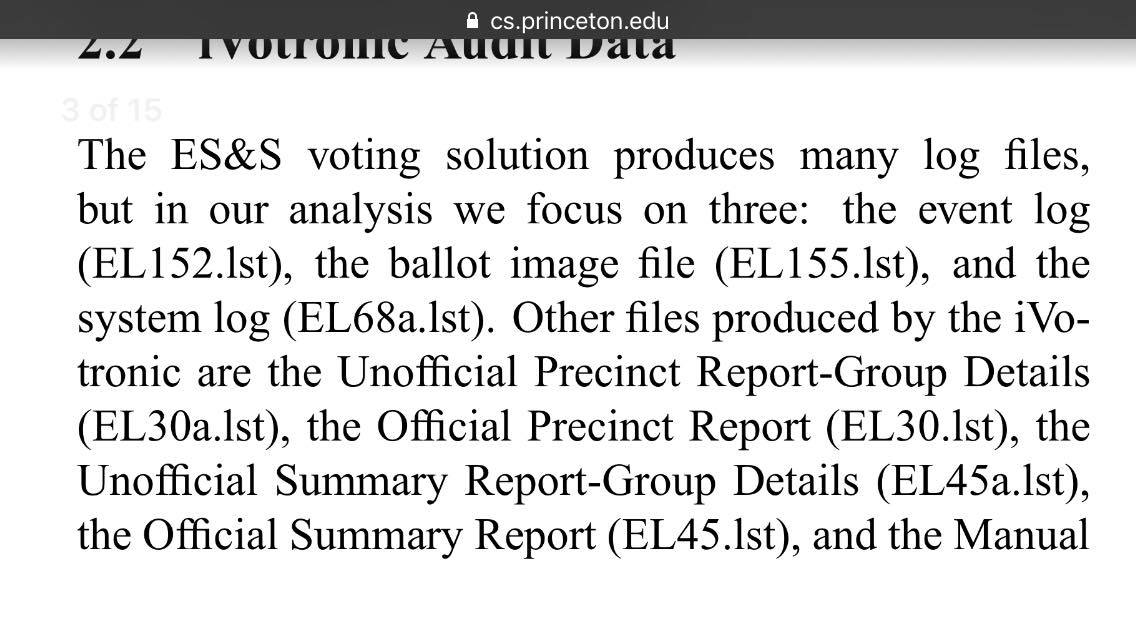 cs.princeton.edu
2.2 iVotronic Audit Data
3 of 15
The ES&S voting solution produces many log files,
but in our analysis we focus on three: the event log
(EL152.lst), the ballot image file (EL155.lst), and the
system log (EL68a.lst). Other files produced by the iVo-
tronic are the Unofficial Precinct Report-Group Details
(EL30a.lst), the Official Precinct Report (EL30.lst), the
Unofficial Summary Report-Group Details (EL45a.lst),
the Official Summary Report (EL45.lst), and the Manual